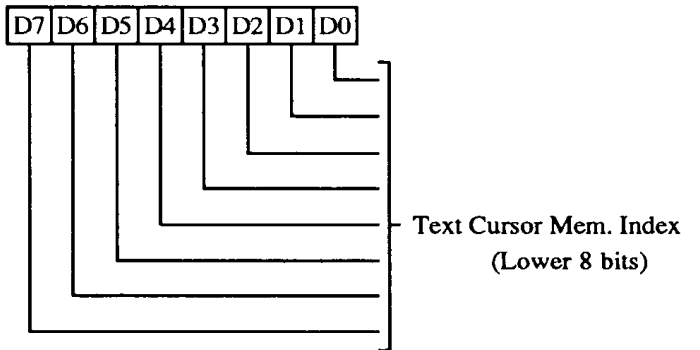 D7 D6 D5 D4 D3 D2 D1 D0
Text Cursor Mem. Index
(Lower 8 bits)